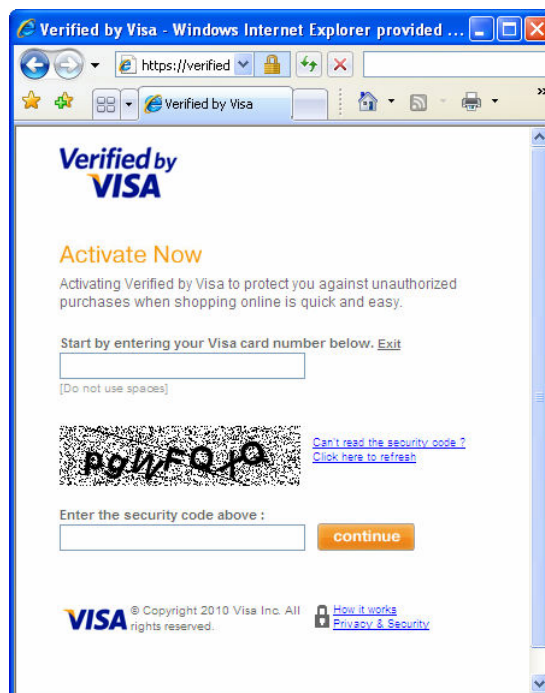 Verified by Visa - Windows Internet Explorer provided ...
https://verified
Verified by Visa
Verified by
VISA
Activate Now
Activating Verified by Visa to protect you against unauthorized
purchases when shopping online is quick and easy.
Start by entering your Visa card number below. Exit
[Do not use spaces]
Can't read the security code ?
Click here to refresh
Enter the security code above :
continue
VISA
© Copyright 2010 Visa Inc. All
rights reserved.
How it works
Privacy & Security